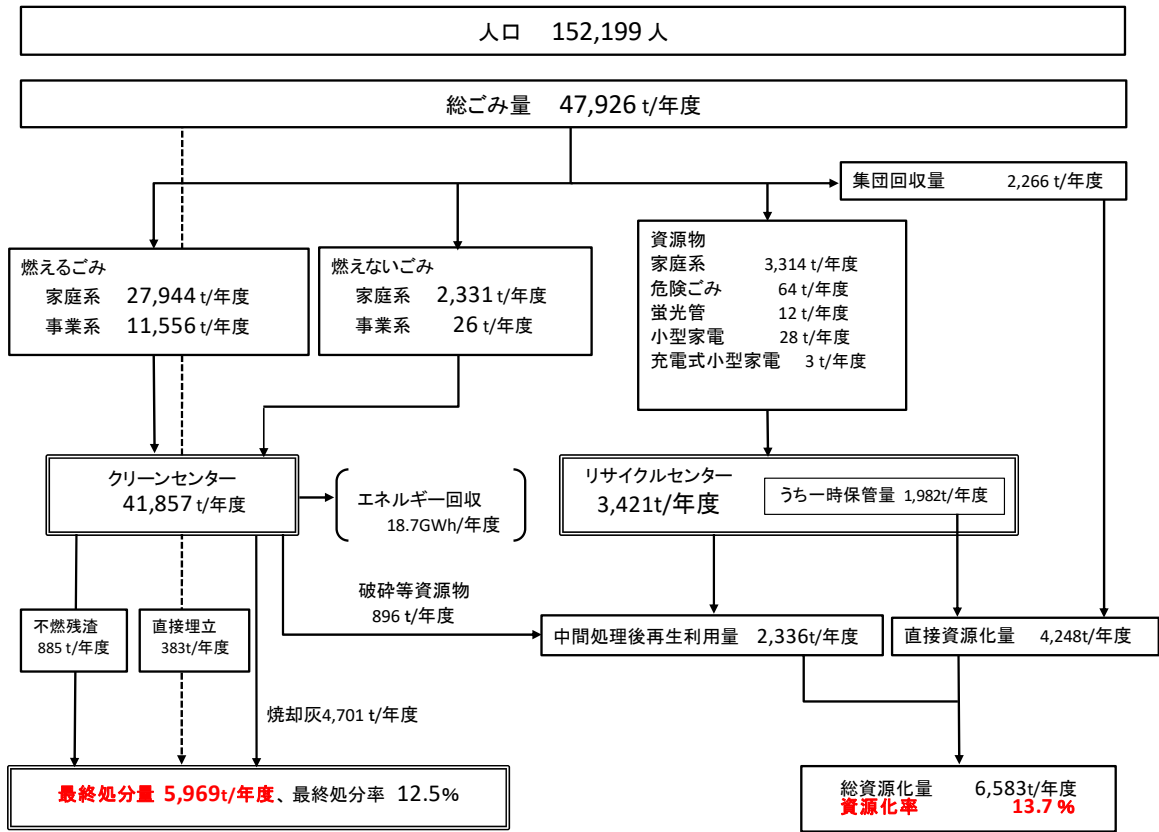 人口 152,199 人
総ごみ量 47,926 t/年度
集団回収量 2,266 t/年度
燃えるごみ
家庭系 27,944 t/年度
事業系 11,556 t/年度
燃えないごみ
家庭系 2,331 t/年度
事業系 26 t/年度
資源物
家庭系 3,314 t/年度
危険ごみ 64 t/年度
蛍光管 12 t/年度
小型家電 28 t/年度
充電式小型家電 3 t/年度
クリーンセンター
41,857 t/年度
エネルギー回収
18.7GWh/年度
リサイクルセンター
3,421t/年度
うち一時保管量 1,982t/年度
破砕等資源物
896 t/年度
不燃残渣
885 t/年度
直接埋立
383t/年度
中間処理後再生利用量 2,336t/年度
直接資源化量 4,248t/年度
焼却灰4,701 t/年度
最終処分量 5,969t/年度、最終処分率 12.5%
総資源化量 6,583t/年度
資源化率 13.7 %